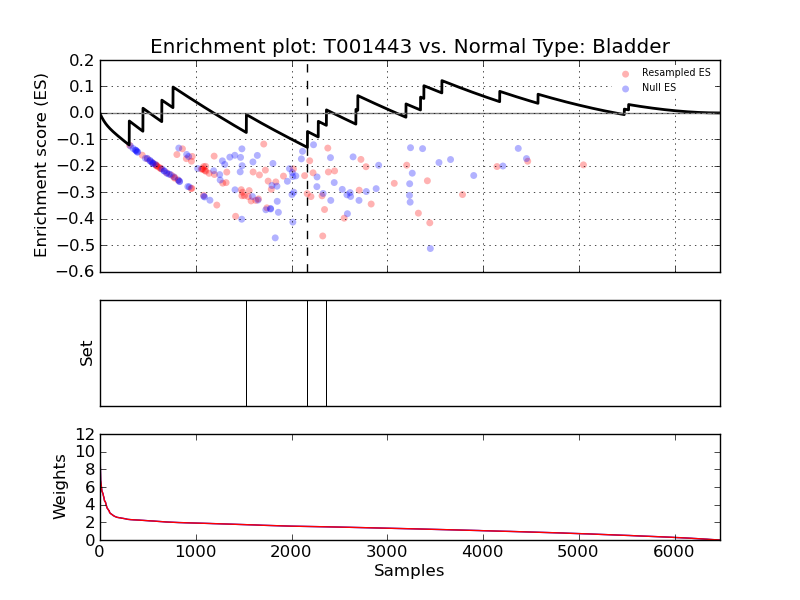 Enrichment plot: T001443 vs. Normal Type: Bladder
Enrichment score (ES)
0.2
0.1
0.0
−0.1
−0.2
−0.3
−0.4
−0.5
−0.6
Resampled ES
Null ES
Set
Weights
12
10
8
6
4
2
0
0 1000 2000 3000 4000 5000 6000
Samples